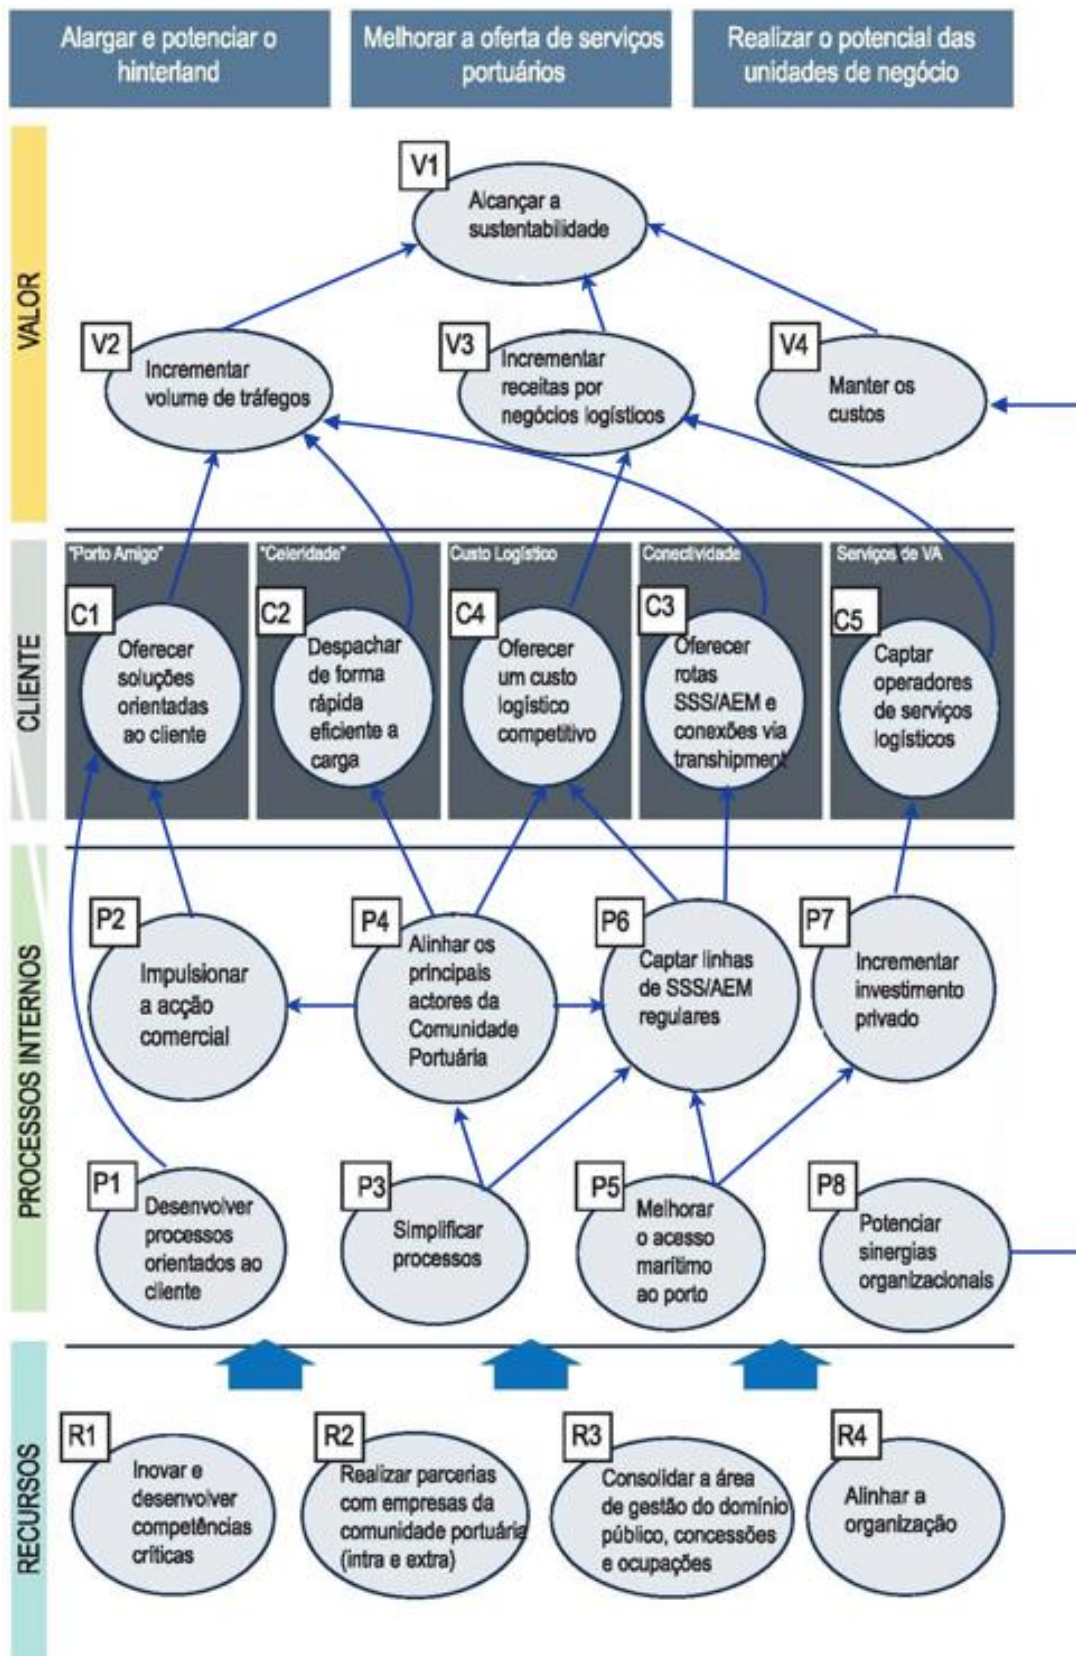 Alargar e potenciar o
hinterland
Melhorar a oferta de serviços
portuários
Realizar o potencial das
unidades de negócio
VALOR
V1
Alcançar a
sustentabilidade
V2
Incrementar
volume de tráfegos
V3
Incrementar
receitas por
negócios logísticos
V4
Manter os
custos
CLIENTE
"Porto Amigo"
C1
Oferecer
soluções
orientadas
ao cliente
"Celeridade"
C2
Despachar
de forma
rápida
eficiente a
carga
Custo Logístico
C4
Oferecer
um custo
logístico
competitivo
Conectividade
C3
Oferecer
rotas
SSS/AEM e
conexões via
transhipment
Serviços de VA
C5
Captar
operadores
de serviços
logísticos
PROCESSOS INTERNOS
P2
Impulsionar
a acção
comercial
P4
Alinhar os
principais
actores da
Comunidade
Portuária
P6
Captar linhas
de SSS/AEM
regulares
P7
Incrementar
investimento
privado
P1
Desenvolver
processos
orientados ao
cliente
P3
Simplificar
processos
P5
Melhorar
o acesso
marítimo
ao porto
P8
Potenciar
sinergias
organizacionais
RECURSOS
R1
Inovar e
desenvolver
competências
críticas
R2
Realizar parcerias
com empresas da
comunidade portuária
(intra e extra)
R3
Consolidar a área
de gestão do domínio
público, concessões
e ocupações
R4
Alinhar a
organização